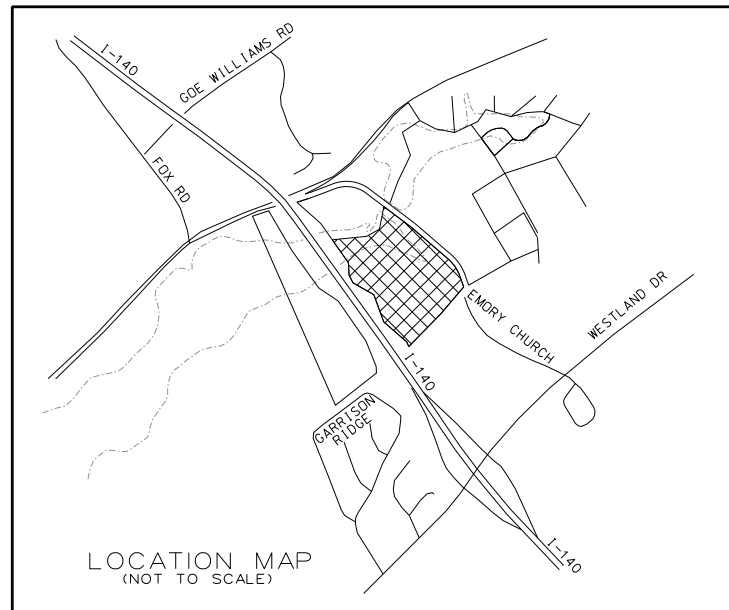 I-140
GOE WILLIAMS RD
FOX RD
EMORY CHURCH
WESTLAND DR
I-140
GARRISON
RIDGE
I-140
LOCATION MAP
(NOT TO SCALE)